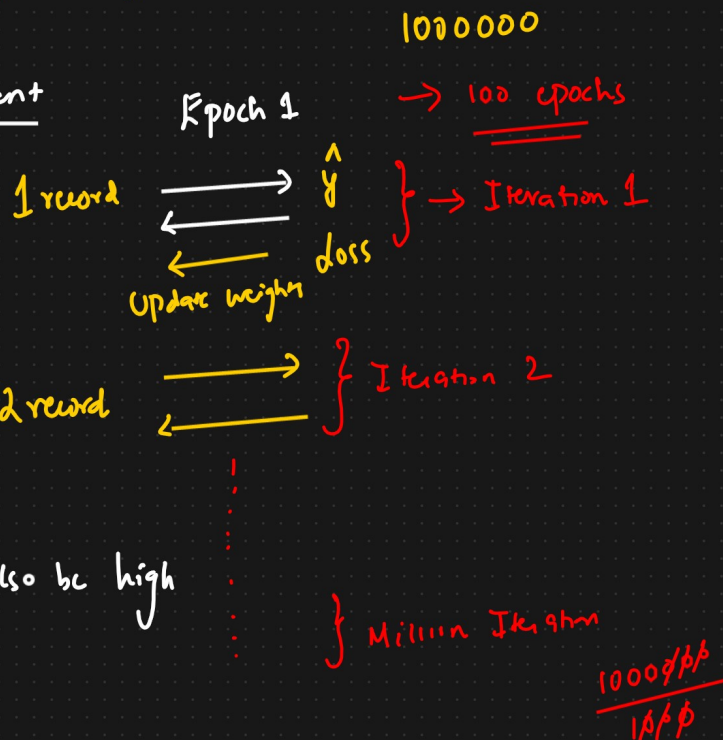 1000000
ent
Epoch 1
→ 100 epochs
1 record
ŷ
→ Iteration 1
Loss
Update weights
2 record
Iteration 2
lso be high
Million Iteration
1000000
1000